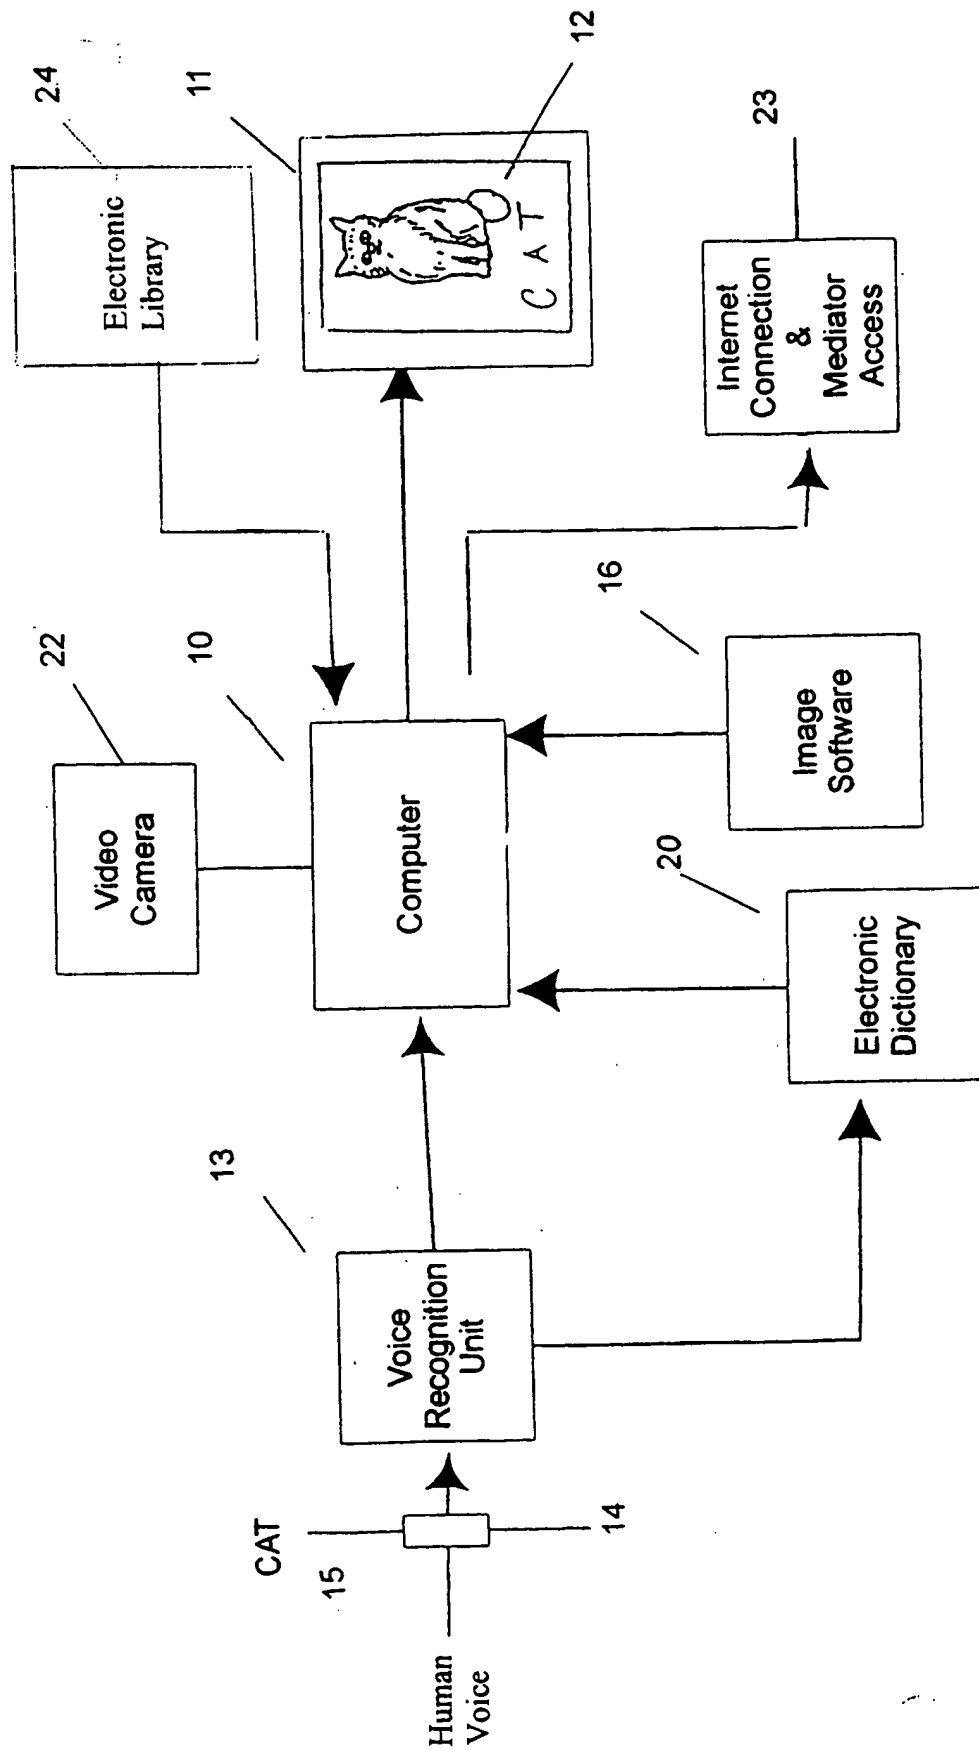 24
Electronic
Library
11
12
C A T
22
Video
Camera
10
Computer
23
Internet
Connection
&
Mediator
Access
16
Image
Software
20
Electronic
Dictionary
13
Voice
Recognition
Unit
CAT
15
14
Human
Voice